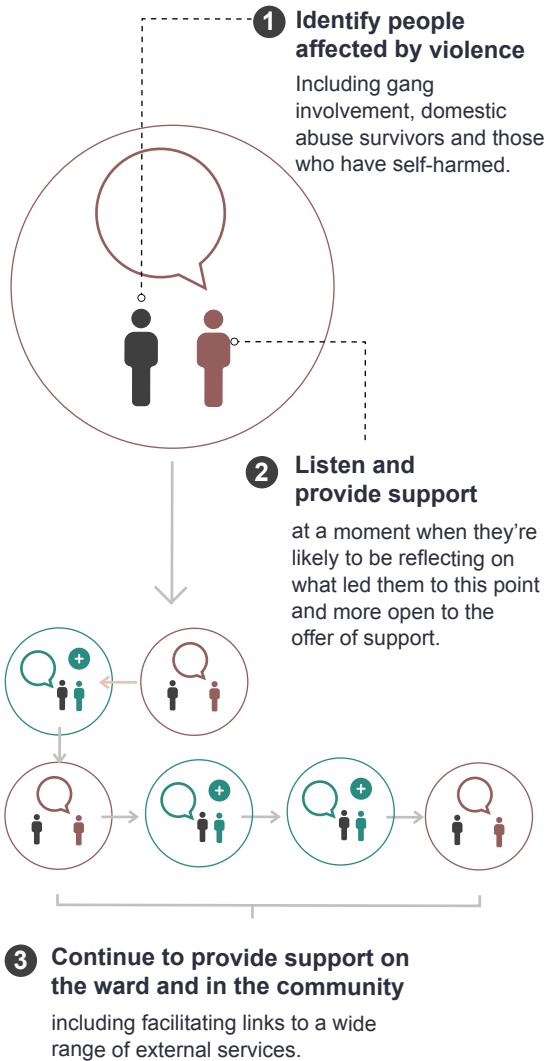 1 Identify people
affected by violence
Including gang
involvement, domestic
abuse survivors and those
who have self-harmed.
2 Listen and
provide support
at a moment when they're
likely to be reflecting on
what led them to this point
and more open to the
offer of support.
+
+
+
3 Continue to provide support on
the ward and in the community
including facilitating links to a wide
range of external services.